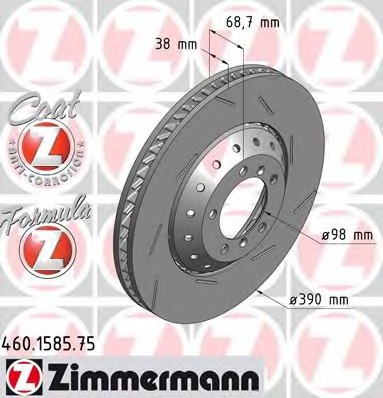 68,7 mm
38 mm
Coat
Z
ANTI-CORROSION
Formula
Z
ø98 mm
ø390 mm
460.1585.75
Z Zimmermann